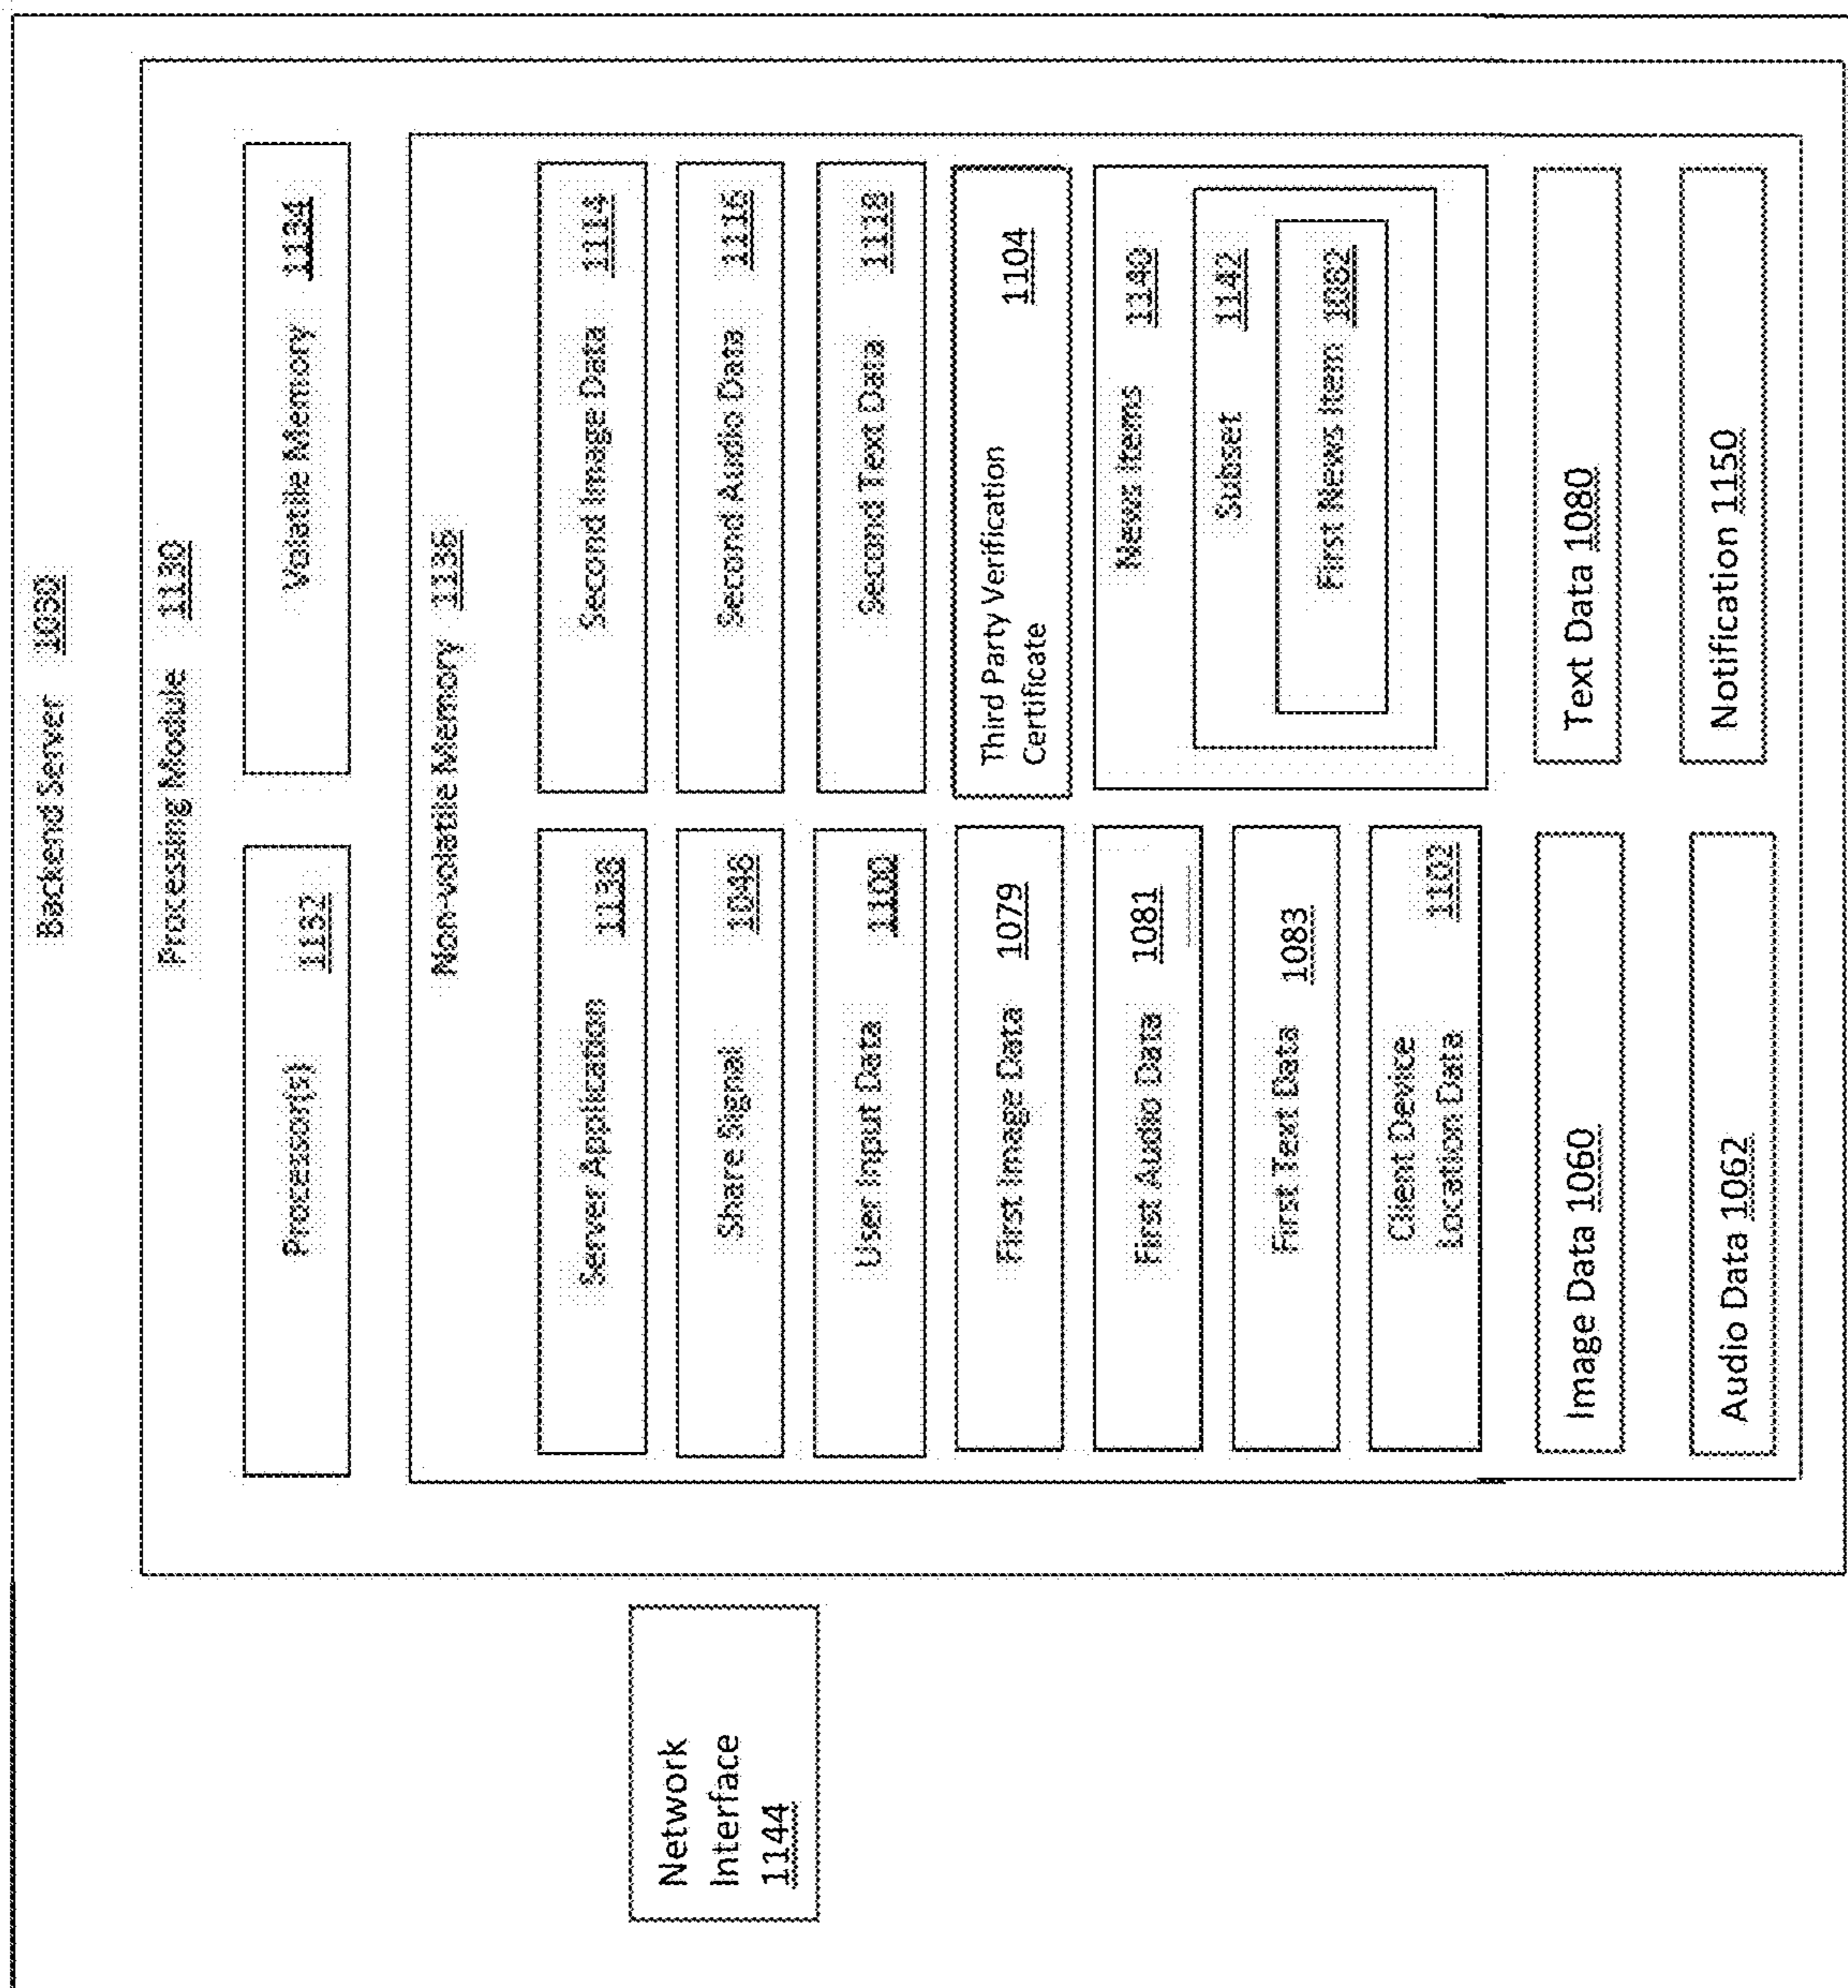 Backend Server 1030
Processing Module 1130
Processor(s) 1132
Volatile Memory 1134
Non-volatile Memory 1136
Server Application 1138
Second Image Data 1114
Share Signal 1046
Second Audio Data 1116
User Input Data 1100
Second Text Data 1118
First Image Data 1079
Third Party Verification
Certificate
1104
First Audio Data 1081
News Items 1140
Subset 1142
First Text Data 1083
First News Item 1082
Client Device
Location Data
1102
Image Data 1060
Text Data 1080
Audio Data 1062
Notification 1150
Network
Interface
1144